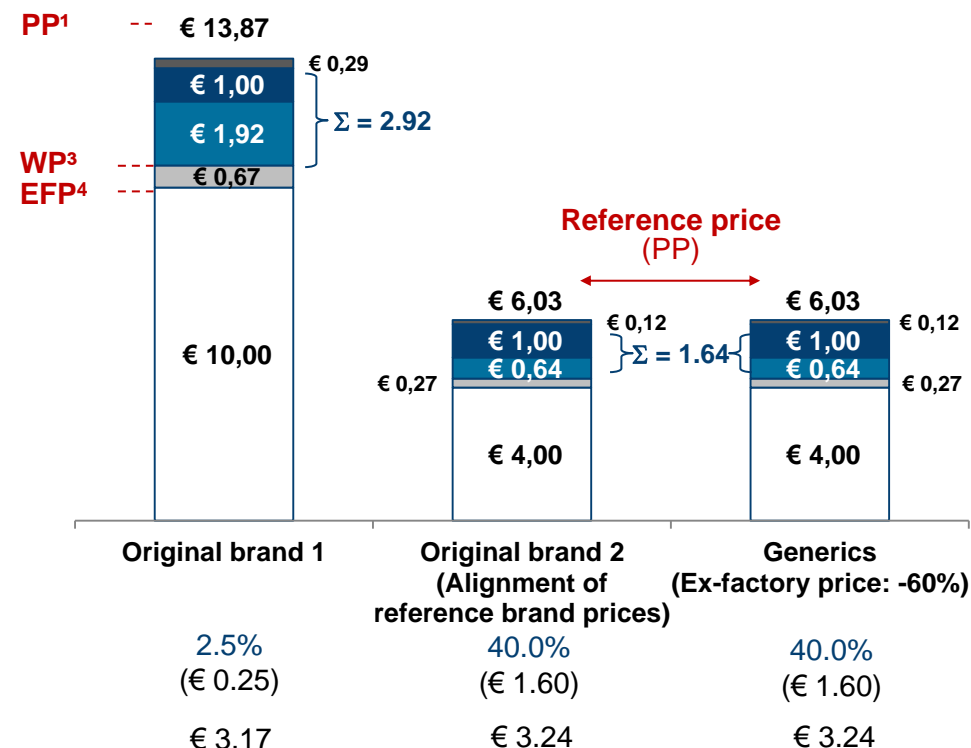 PP¹
€ 13,87
€ 0,29
€ 1,00
Σ = 2.92
€ 1,92
WP³
€ 0,67
EFP⁴
€ 10,00
Reference price
(PP)
€ 6,03
€ 6,03
€ 0,12
€ 0,12
€ 1,00
Σ = 1.64
€ 1,00
€ 0,64
€ 0,64
€ 0,27
€ 0,27
€ 4,00
€ 4,00
Original brand 1
Original brand 2
(Alignment of
reference brand prices)
Generics
(Ex-factory price: -60%)
2.5%
40.0%
40.0%
(€ 0.25)
(€ 1.60)
(€ 1.60)
€ 3.17
€ 3.24
€ 3.24